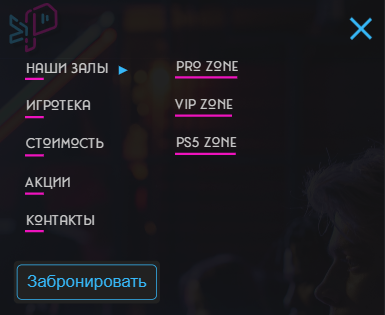 НАШИ ЗАЛЫ ▶
ИГРОТЕКА
СТОИМОСТЬ
АКЦИИ
КОНТАКТЫ
PRO ZONE
VIP ZONE
PS5 ZONE
Забронировать